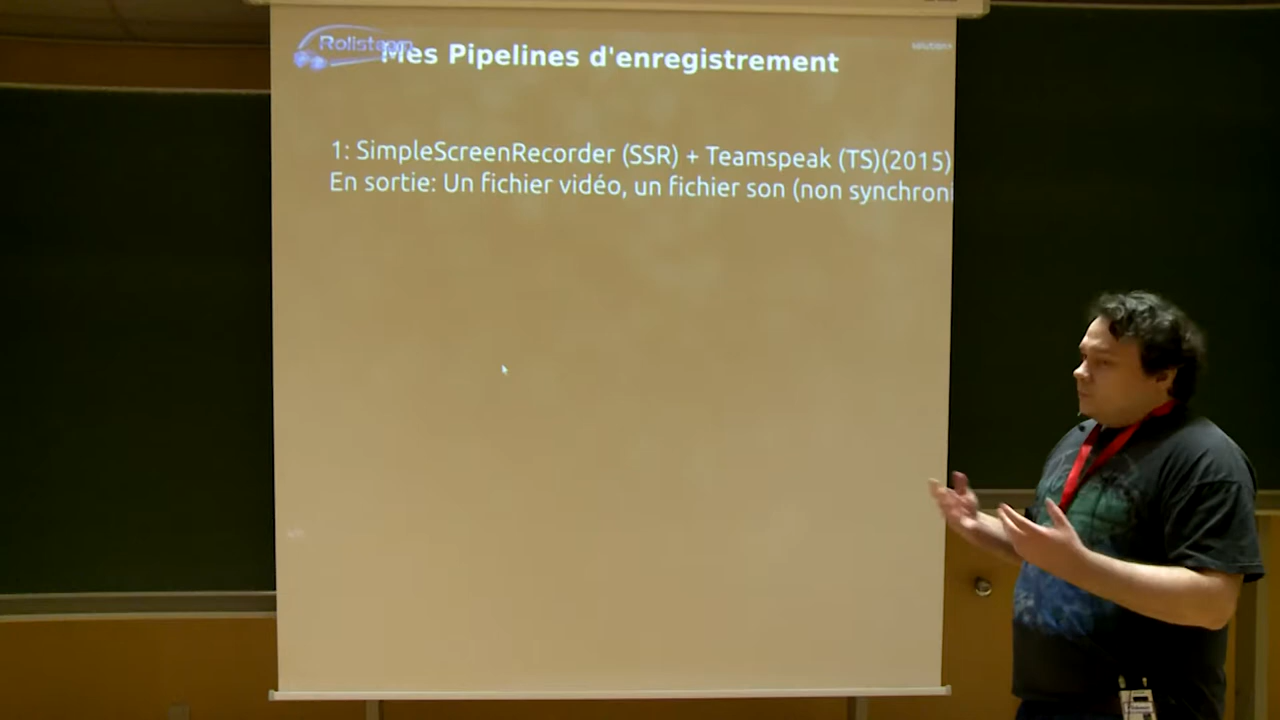 Rolisteam
solutions
Mes Pipelines d'enregistrement
1: SimpleScreenRecorder (SSR) + Teamspeak (TS)(2015)
En sortie: Un fichier vidéo, un fichier son (non synchroni